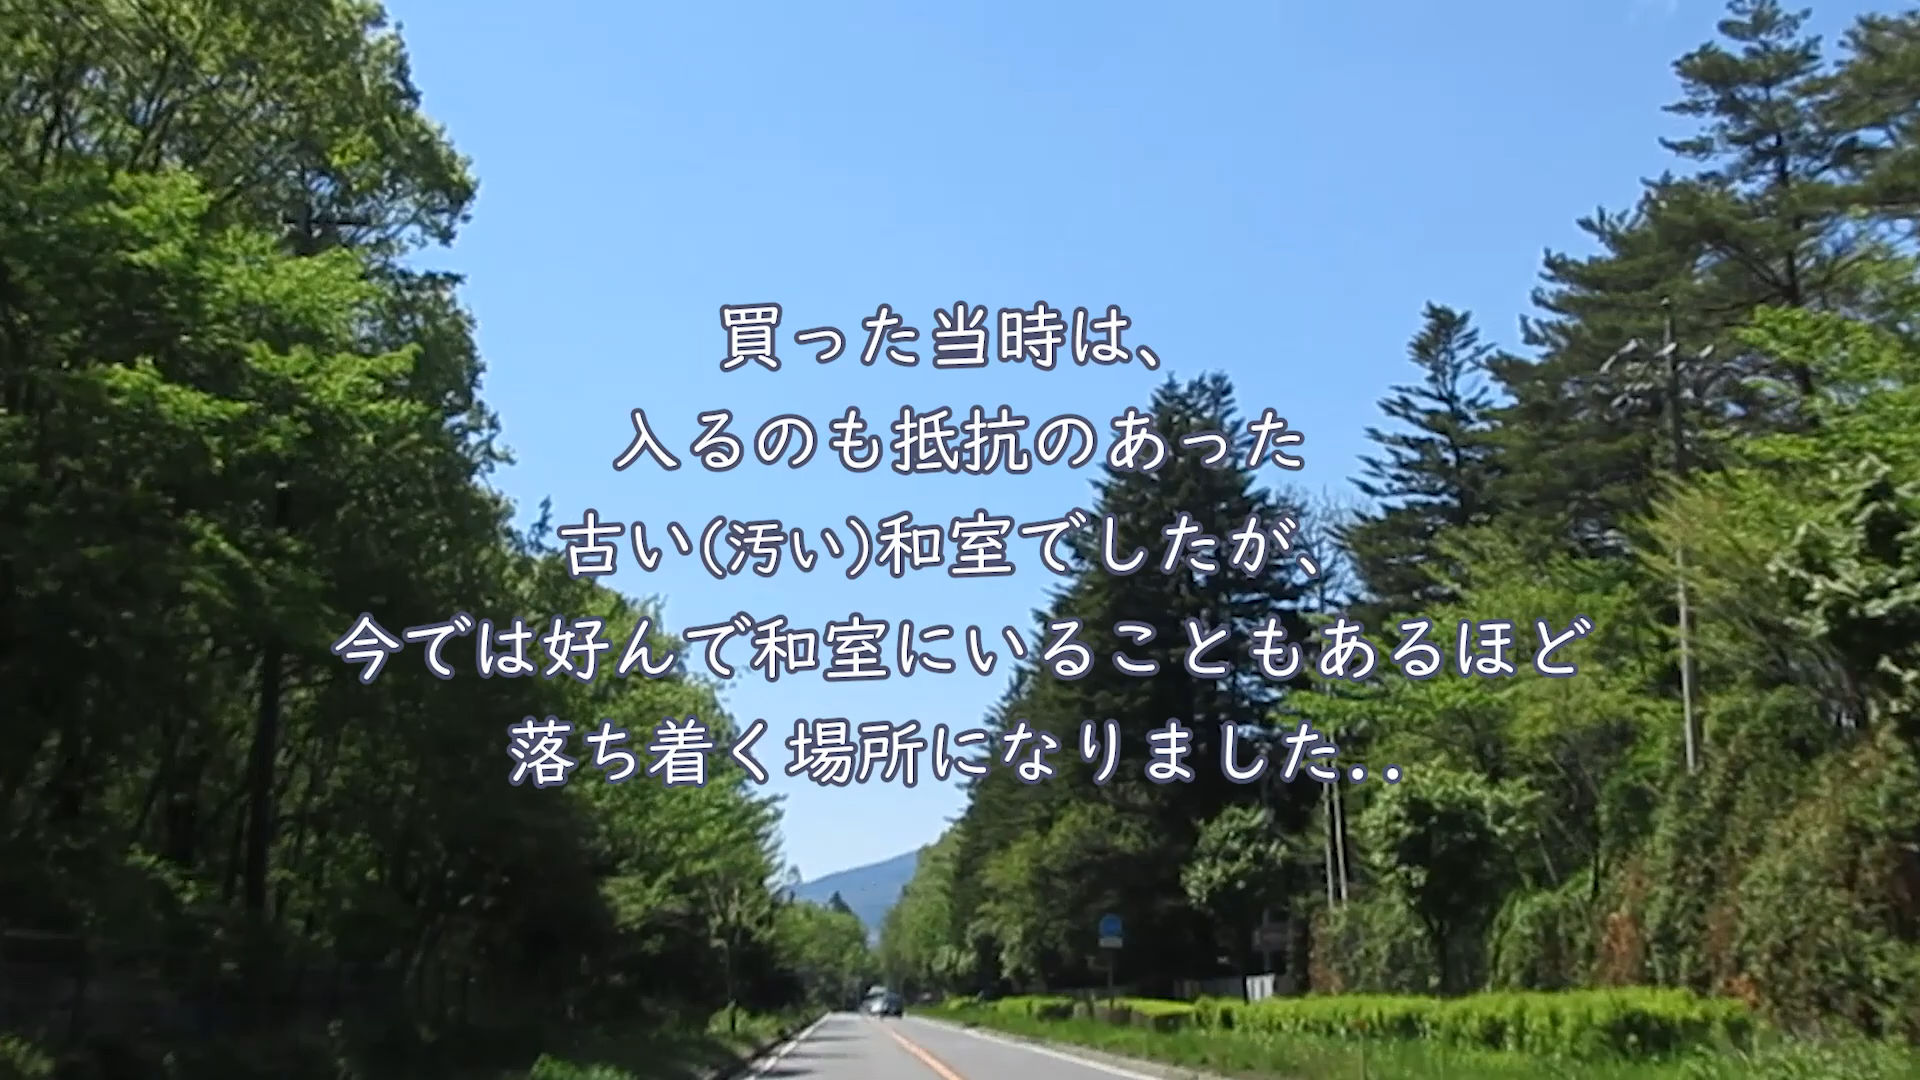 買った当時は、
入るのも抵抗のあった
古い(汚い)和室でしたが、
今では好んで和室にいることもあるほど
落ち着く場所になりました..